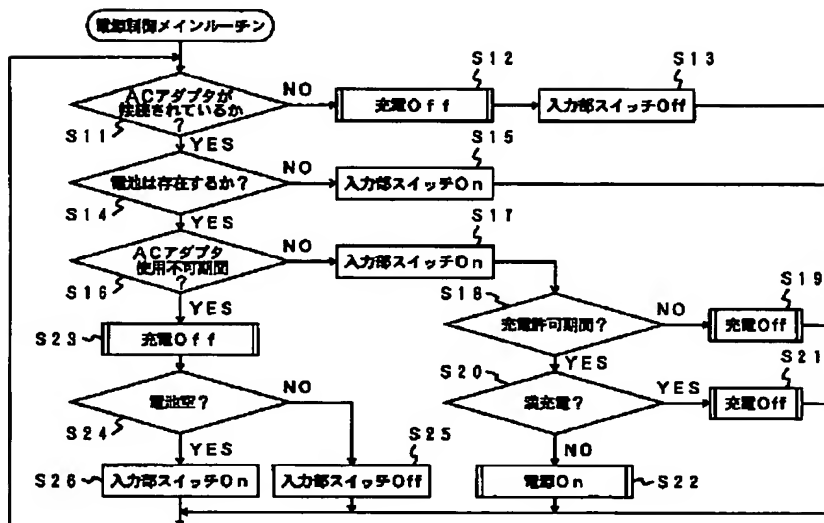 電源制御メインルーチン
ACアダプタが
接続されているか
?
S11
YES
NO
充電Off
S12
入力部スイッチOff
S13
電池は存在するか?
S14
YES
NO
入力部スイッチOn
S15
ACアダプタ
使用不可期間
?
S16
YES
NO
入力部スイッチOn
S17
充電許可期間?
S18
YES
NO
充電Off
S19
満充電?
S20
YES
NO
充電Off
S21
電源On
S22
充電Off
S23
電池空?
S24
YES
NO
入力部スイッチOff
S25
入力部スイッチOn
S26